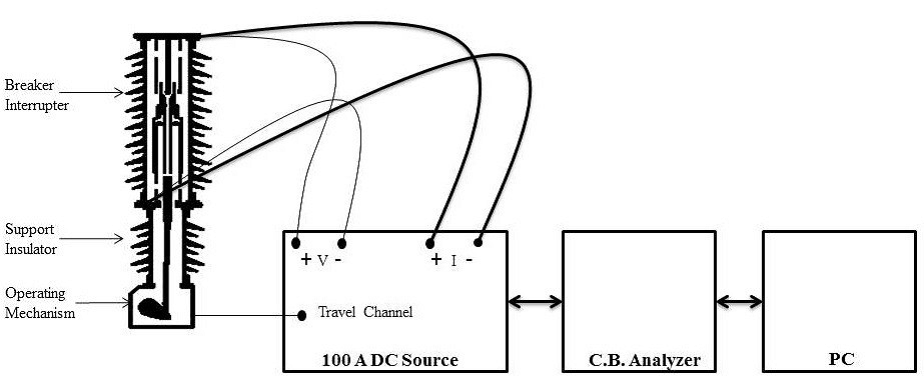 Breaker
Interrupter
Support
Insulator
Operating
Mechanism
+ V -
+ I -
Travel Channel
100 A DC Source
C.B. Analyzer
PC